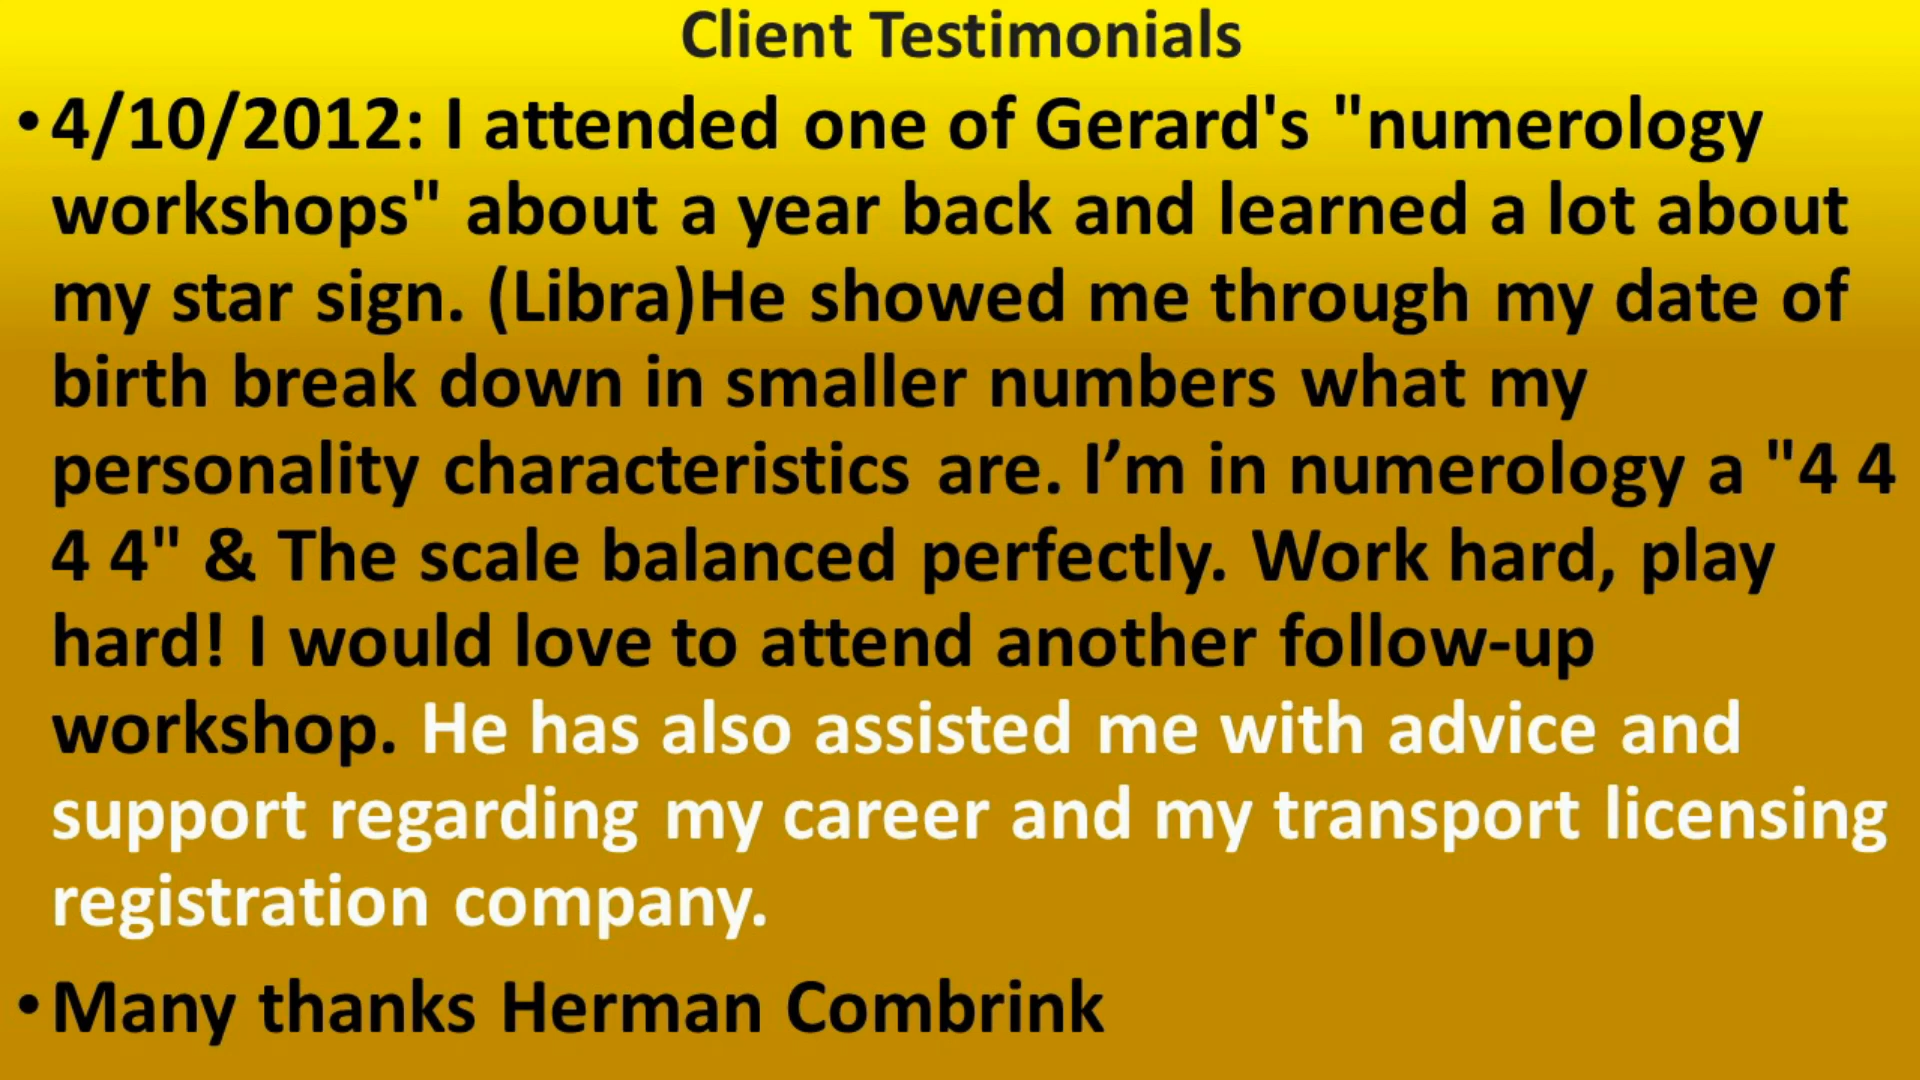 Client Testimonials
• 4/10/2012: I attended one of Gerard's "numerology
workshops" about a year back and learned a lot about
my star sign. (Libra)He showed me through my date of
birth break down in smaller numbers what my
personality characteristics are. I’m in numerology a "4 4
4 4" & The scale balanced perfectly. Work hard, play
hard! I would love to attend another follow-up
workshop. He has also assisted me with advice and
support regarding my career and my transport licensing
registration company.
• Many thanks Herman Combrink